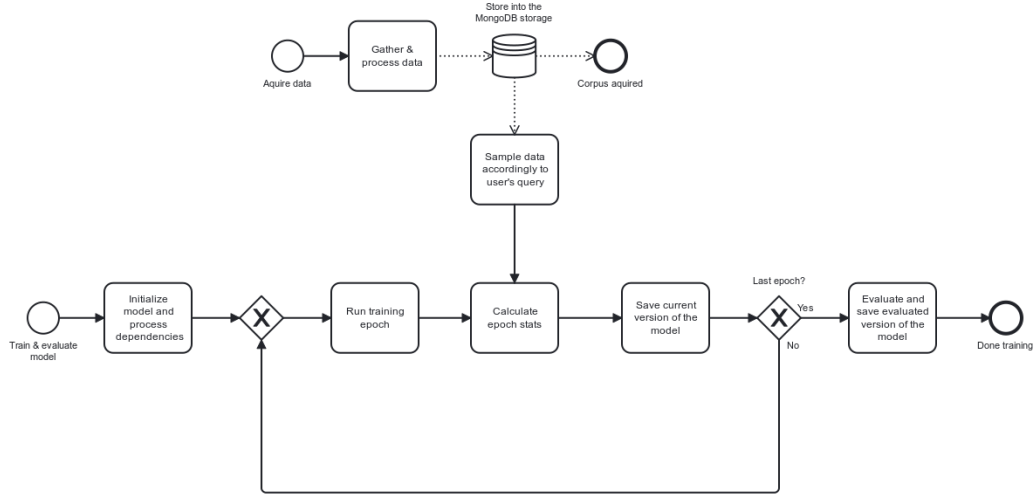 Store into the
MongoDB storage
Gather &
process data
Aquire data
Corpus aquired
Sample data
accordingly to
user's query
Last epoch?
Initialize
model and
process
dependencies
X
Run training
epoch
Calculate
epoch stats
Save current
version of the
model
X
Yes
No
Evaluate and
save evaluated
version of the
model
Train & evaluate
model
Done training